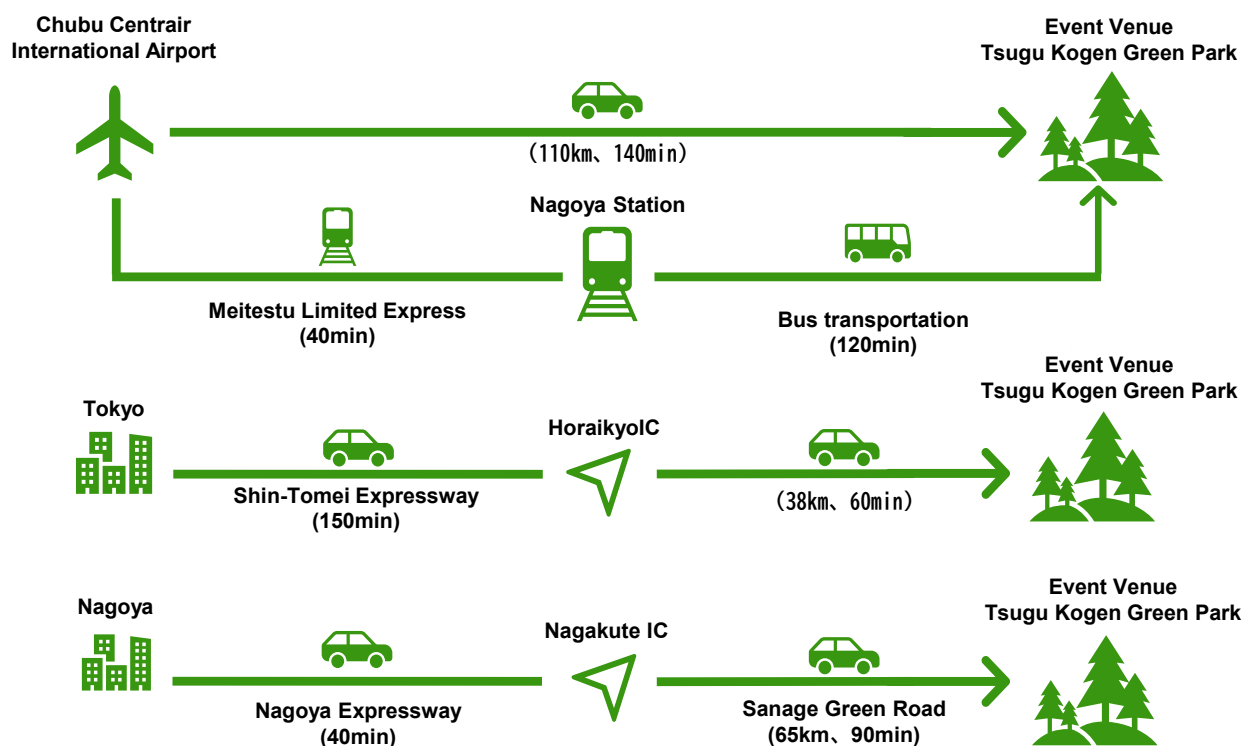 Chubu Centrair
International Airport
Event Venue
Tsugu Kogen Green Park
(110km、140min)
Nagoya Station
Meitestu Limited Express
(40min)
Bus transportation
(120min)
Event Venue
Tsugu Kogen Green Park
Tokyo
HoraikyoIC
Shin-Tomei Expressway
(150min)
(38km、60min)
Event Venue
Tsugu Kogen Green Park
Nagoya
Nagakute IC
Nagoya Expressway
(40min)
Sanage Green Road
(65km、90min)